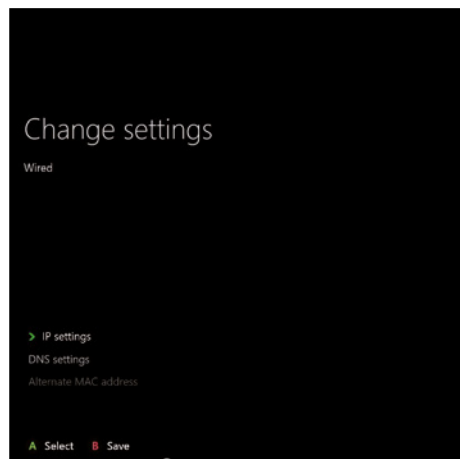 Change settings
Wired
> IP settings
DNS settings
Alternate MAC address
A Select B Save